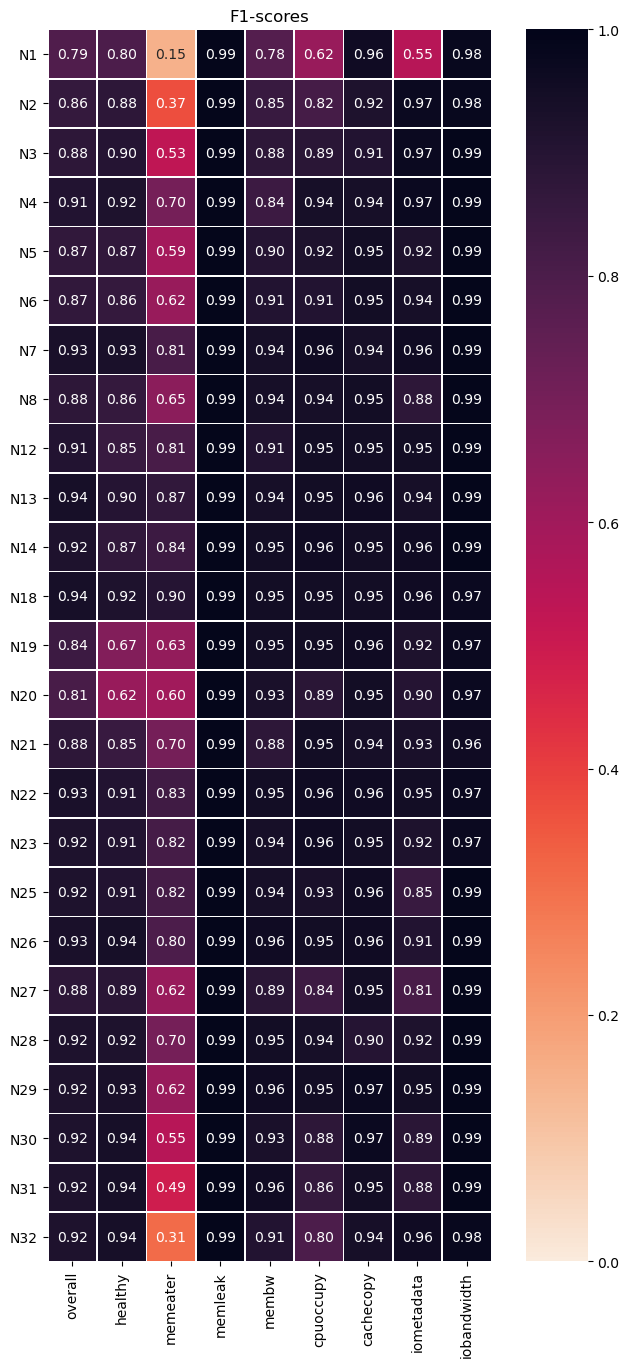 F1-scores
N1 0.79 0.80 0.15 0.99 0.78 0.62 0.96 0.55 0.98
N2 0.86 0.88 0.37 0.99 0.85 0.82 0.92 0.97 0.98
N3 0.88 0.90 0.53 0.99 0.88 0.89 0.91 0.97 0.99
N4 0.91 0.92 0.70 0.99 0.84 0.94 0.94 0.97 0.99
N5 0.87 0.87 0.59 0.99 0.90 0.92 0.95 0.92 0.99
N6 0.87 0.86 0.62 0.99 0.91 0.91 0.95 0.94 0.99
N7 0.93 0.93 0.81 0.99 0.94 0.96 0.94 0.96 0.99
N8 0.88 0.86 0.65 0.99 0.94 0.94 0.95 0.88 0.99
N12 0.91 0.85 0.81 0.99 0.91 0.95 0.95 0.95 0.99
N13 0.94 0.90 0.87 0.99 0.94 0.95 0.96 0.94 0.99
N14 0.92 0.87 0.84 0.99 0.95 0.96 0.95 0.96 0.99
N18 0.94 0.92 0.90 0.99 0.95 0.95 0.95 0.96 0.97
N19 0.84 0.67 0.63 0.99 0.95 0.95 0.96 0.92 0.97
N20 0.81 0.62 0.60 0.99 0.93 0.89 0.95 0.90 0.97
N21 0.88 0.85 0.70 0.99 0.88 0.95 0.94 0.93 0.96
N22 0.93 0.91 0.83 0.99 0.95 0.96 0.96 0.95 0.97
N23 0.92 0.91 0.82 0.99 0.94 0.96 0.95 0.92 0.97
N25 0.92 0.91 0.82 0.99 0.94 0.93 0.96 0.85 0.99
N26 0.93 0.94 0.80 0.99 0.96 0.95 0.96 0.91 0.99
N27 0.88 0.89 0.62 0.99 0.89 0.84 0.95 0.81 0.99
N28 0.92 0.92 0.70 0.99 0.95 0.94 0.90 0.92 0.99
N29 0.92 0.93 0.62 0.99 0.96 0.95 0.97 0.95 0.99
N30 0.92 0.94 0.55 0.99 0.93 0.88 0.97 0.89 0.99
N31 0.92 0.94 0.49 0.99 0.96 0.86 0.95 0.88 0.99
N32 0.92 0.94 0.31 0.99 0.91 0.80 0.94 0.96 0.98
overall healthy memeater memleak membw cpuoccupy cachecopy iometadata iobandwidth
1.0
0.8
0.6
0.4
0.2
0.0